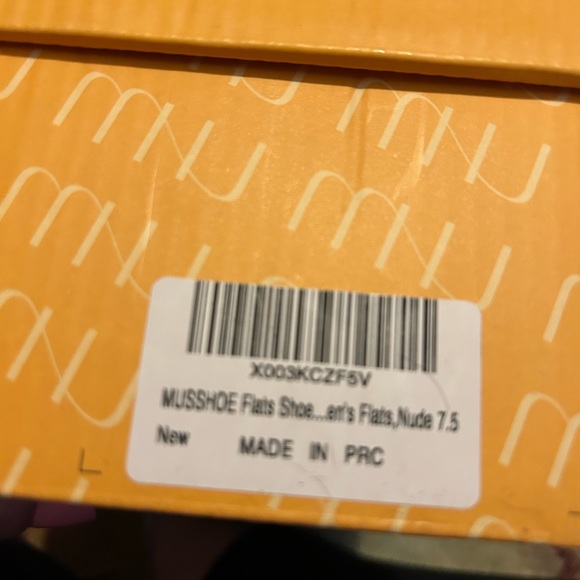 X003KCZF5V
MUSSHOE Flats Shoe...en's Flats,Nude 7.5
New MADE IN PRC